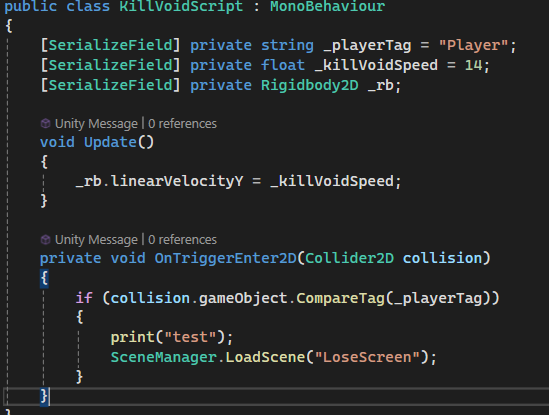 public class KillVoidScript : MonoBehaviour
{
[SerializeField] private string _playerTag = "Player";
[SerializeField] private float _killVoidSpeed = 14;
[SerializeField] private Rigidbody2D _rb;
Unity Message | 0 references
void Update()
{
_rb.linearVelocityY = _killVoidSpeed;
}
Unity Message | 0 references
private void OnTriggerEnter2D(Collider2D collision)
{
if (collision.gameObject.CompareTag(_playerTag))
{
print("test");
SceneManager.LoadScene("LoseScreen");
}
}
}